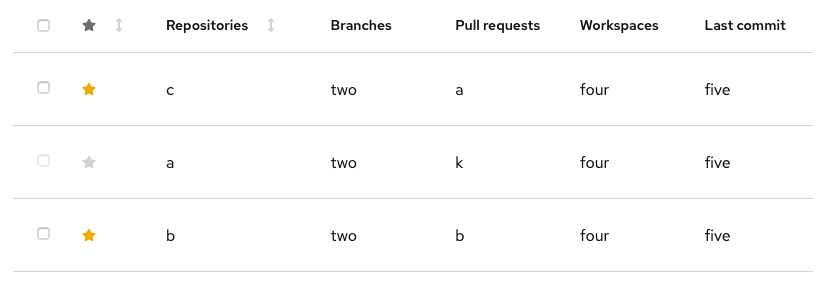 Repositories Branches Pull requests Workspaces Last commit
c two a four five
a two k four five
b two b four five